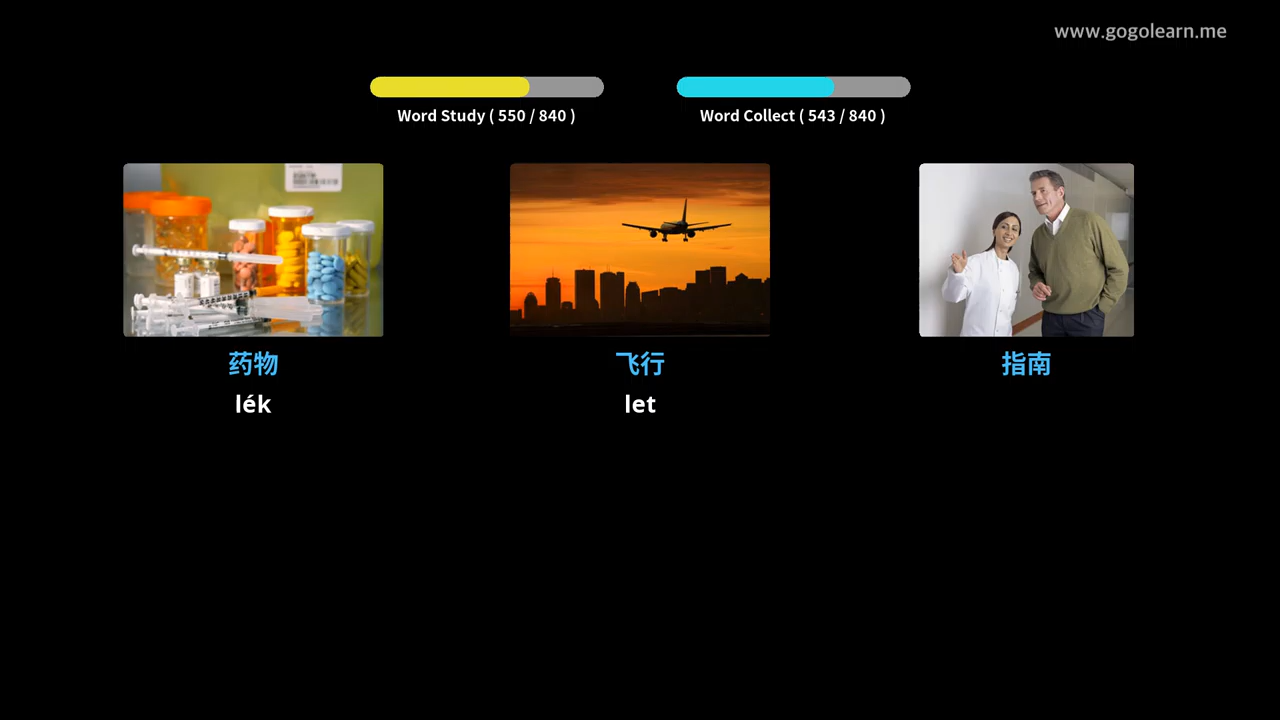 www.gogolearn.me
Word Study ( 550 / 840 )
Word Collect ( 543 / 840 )
药物
飞行
指南
lék
let